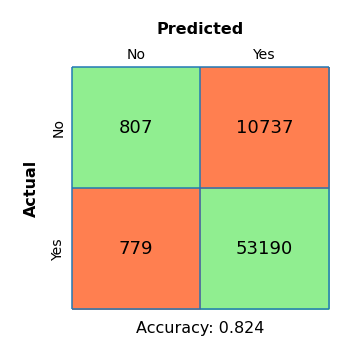 Predicted
No Yes
Actual
No 807 10737
Yes 779 53190
Accuracy: 0.824